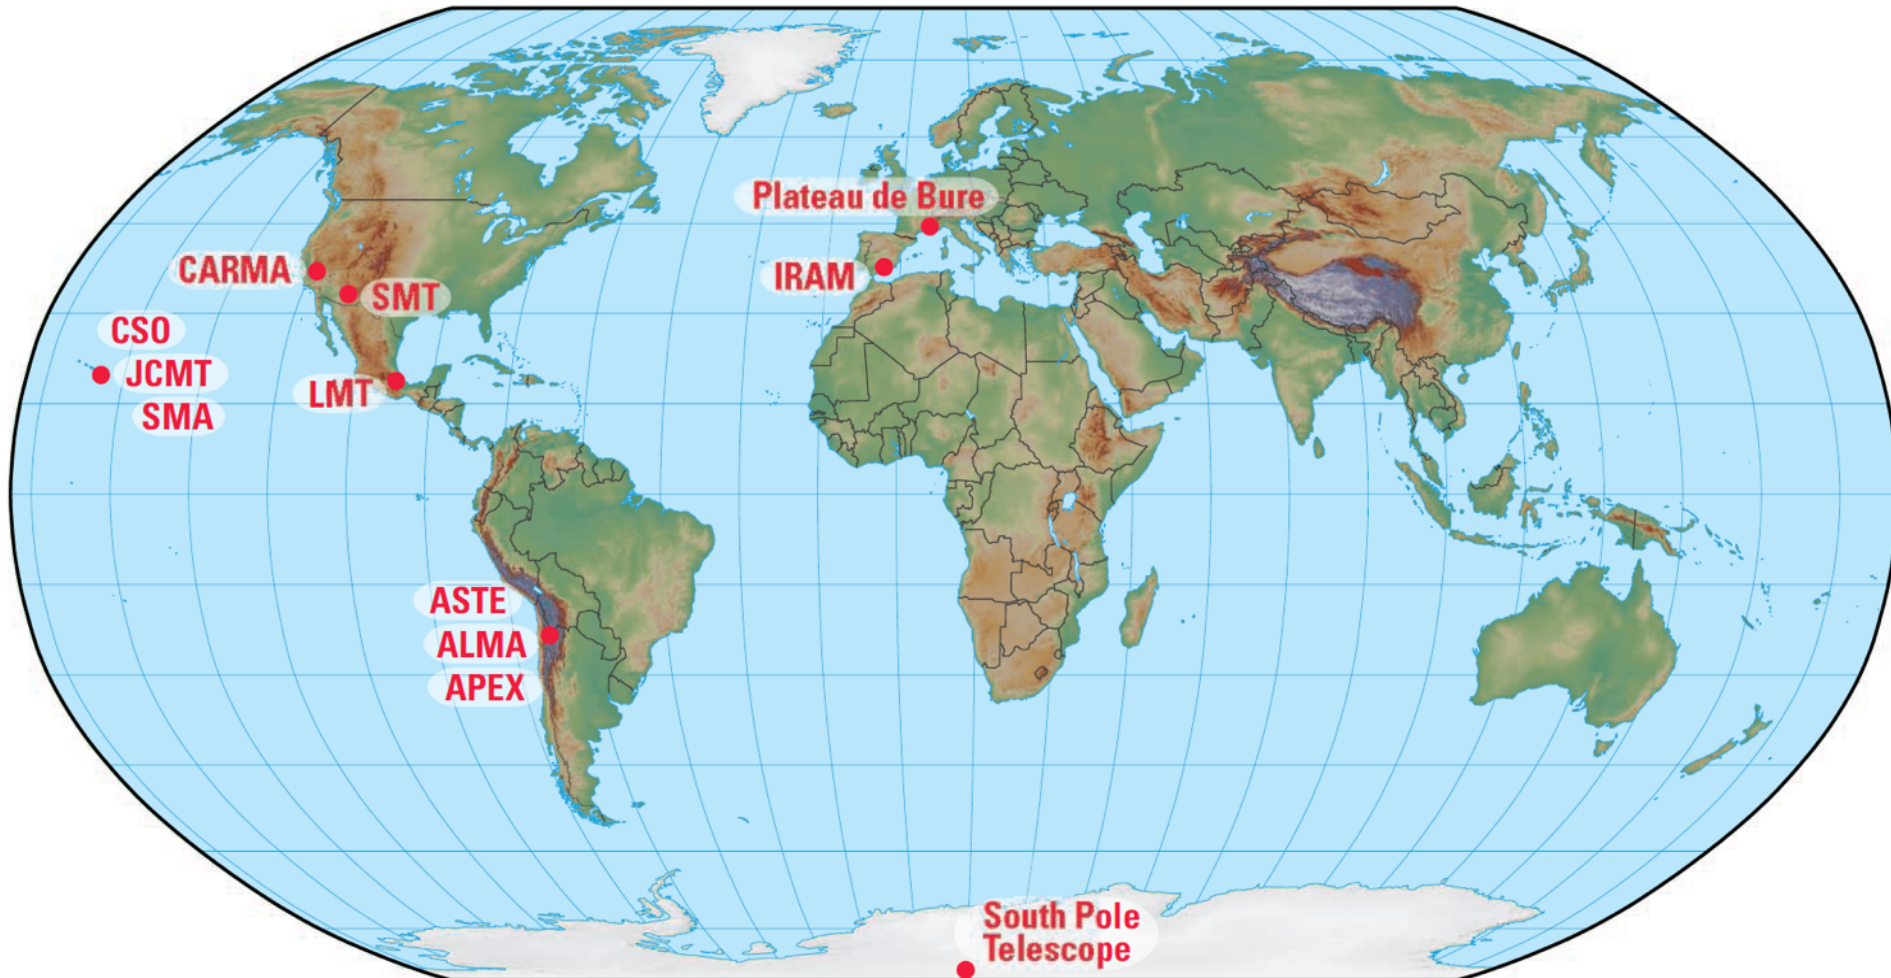 Plateau de Bure
CARMA
IRAM
SMT
CSO
JCMT
LMT
SMA
ASTE
ALMA
APEX
South Pole
Telescope